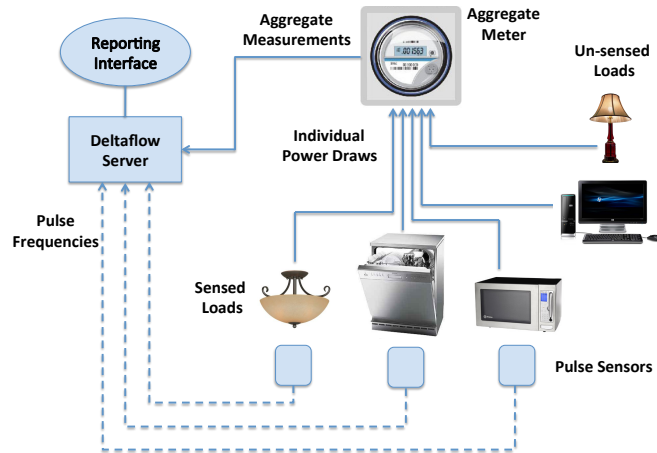 Aggregate
Measurements
Aggregate
Meter
Reporting
Interface
Un-sensed
Loads
Deltaflow
Server
Individual
Power Draws
Pulse
Frequencies
Sensed
Loads
Pulse Sensors